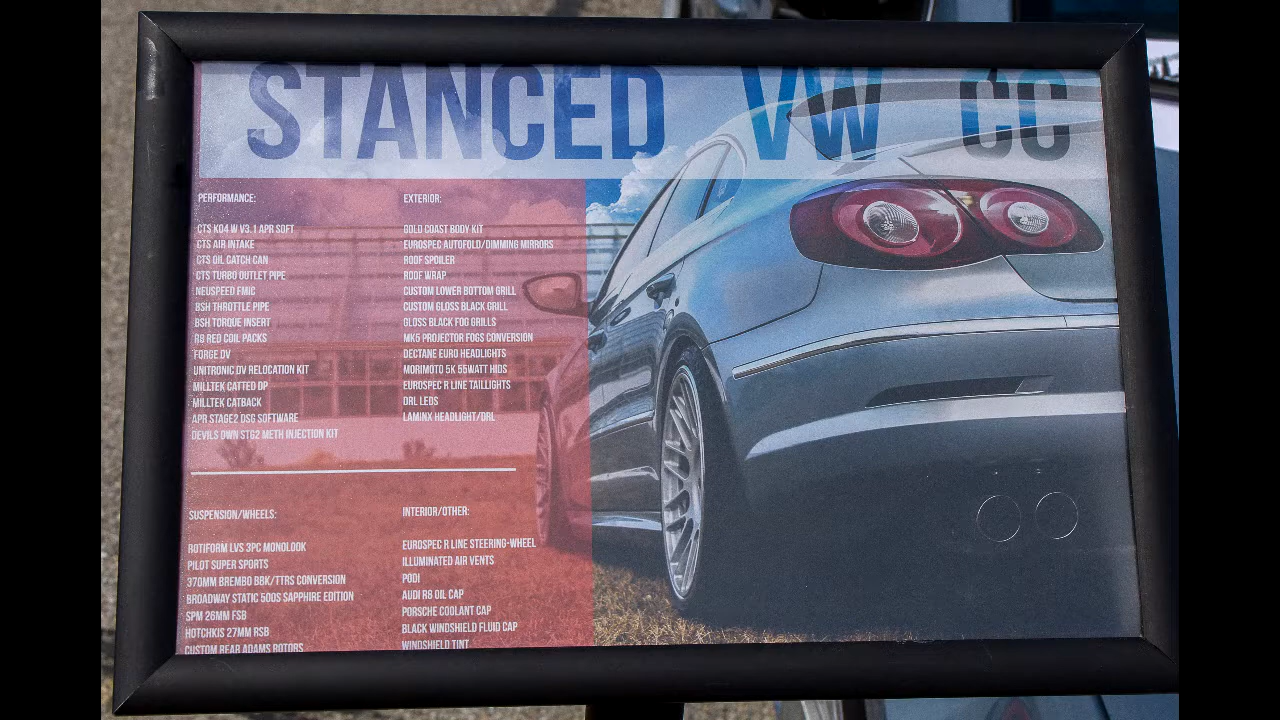 STANCED VW CC
PERFORMANCE:
CTS K04 W V3.1 APR SOFT
CTS AIR INTAKE
CTS OIL CATCH CAN
CTS TURBO OUTLET PIPE
NEUSPEED FMIC
BSH THROTTLE PIPE
BSH TORQUE INSERT
R8 RED COIL PACKS
FORGE DV
UNITRONIC DV RELOCATION KIT
MILLTEK CATTED DP
MILLTEK CATBACK
APR STAGE2 DSG SOFTWARE
DEVILS OWN STG2 METH INJECTION KIT
EXTERIOR:
GOLD COAST BODY KIT
EUROSPEC AUTOFOLD/DIMMING MIRRORS
ROOF SPOILER
ROOF WRAP
CUSTOM LOWER BOTTOM GRILL
CUSTOM GLOSS BLACK GRILL
GLOSS BLACK FOG GRILLS
MK5 PROJECTOR FOGS CONVERSION
DECTANE EURO HEADLIGHTS
MORIMOTO 5K 55WATT HIDS
EUROSPEC R LINE TAILLIGHTS
DRL LEDS
LAMINX HEADLIGHT/DRL
SUSPENSION/WHEELS:
ROTIFORM LVS 3PC MONOLOOK
PILOT SUPER SPORTS
370MM BREMBO BBK/TTRS CONVERSION
BROADWAY STATIC 500S SAPPHIRE EDITION
SPM 26MM FSB
HOTCHKIS 27MM RSB
CUSTOM REAR ADAMS ROTORS
INTERIOR/OTHER:
EUROSPEC R LINE STEERING-WHEEL
ILLUMINATED AIR VENTS
PODI
AUDI R8 OIL CAP
PORSCHE COOLANT CAP
BLACK WINDSHIELD FLUID CAP
WINDSHIELD TINT